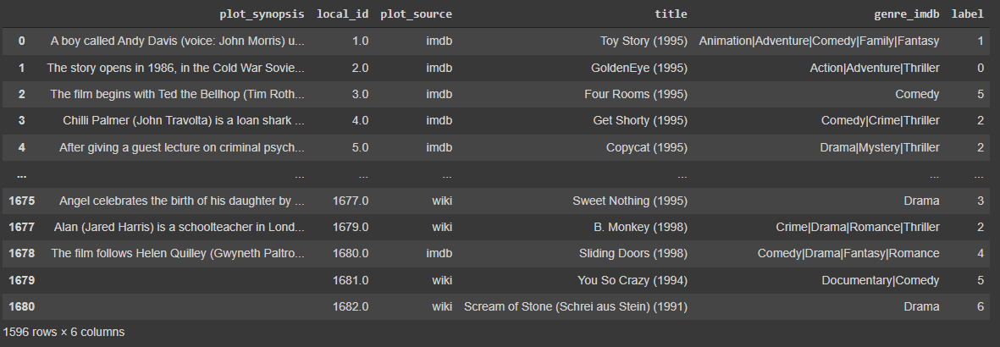 plot_synopsis local_id plot_source title genre_imdb label
0 A boy called Andy Davis (voice: John Morris) u... 1.0 imdb Toy Story (1995) Animation|Adventure|Comedy|Family|Fantasy 1
1 The story opens in 1986, in the Cold War Sovie... 2.0 imdb GoldenEye (1995) Action|Adventure|Thriller 0
2 The film begins with Ted the Bellhop (Tim Roth... 3.0 imdb Four Rooms (1995) Comedy 5
3 Chilli Palmer (John Travolta) is a loan shark ... 4.0 imdb Get Shorty (1995) Comedy|Crime|Thriller 2
4 After giving a guest lecture on criminal psych... 5.0 imdb Copycat (1995) Drama|Mystery|Thriller 2
... ... ... ... ... ... ...
1675 Angel celebrates the birth of his daughter by ... 1677.0 wiki Sweet Nothing (1995) Drama 3
1677 Alan (Jared Harris) is a schoolteacher in Lond... 1679.0 wiki B. Monkey (1998) Crime|Drama|Romance|Thriller 2
1678 The film follows Helen Quilley (Gwyneth Paltro... 1680.0 imdb Sliding Doors (1998) Comedy|Drama|Fantasy|Romance 4
1679 1681.0 wiki You So Crazy (1994) Documentary|Comedy 5
1680 1682.0 wiki Scream of Stone (Schrei aus Stein) (1991) Drama 6
1596 rows × 6 columns